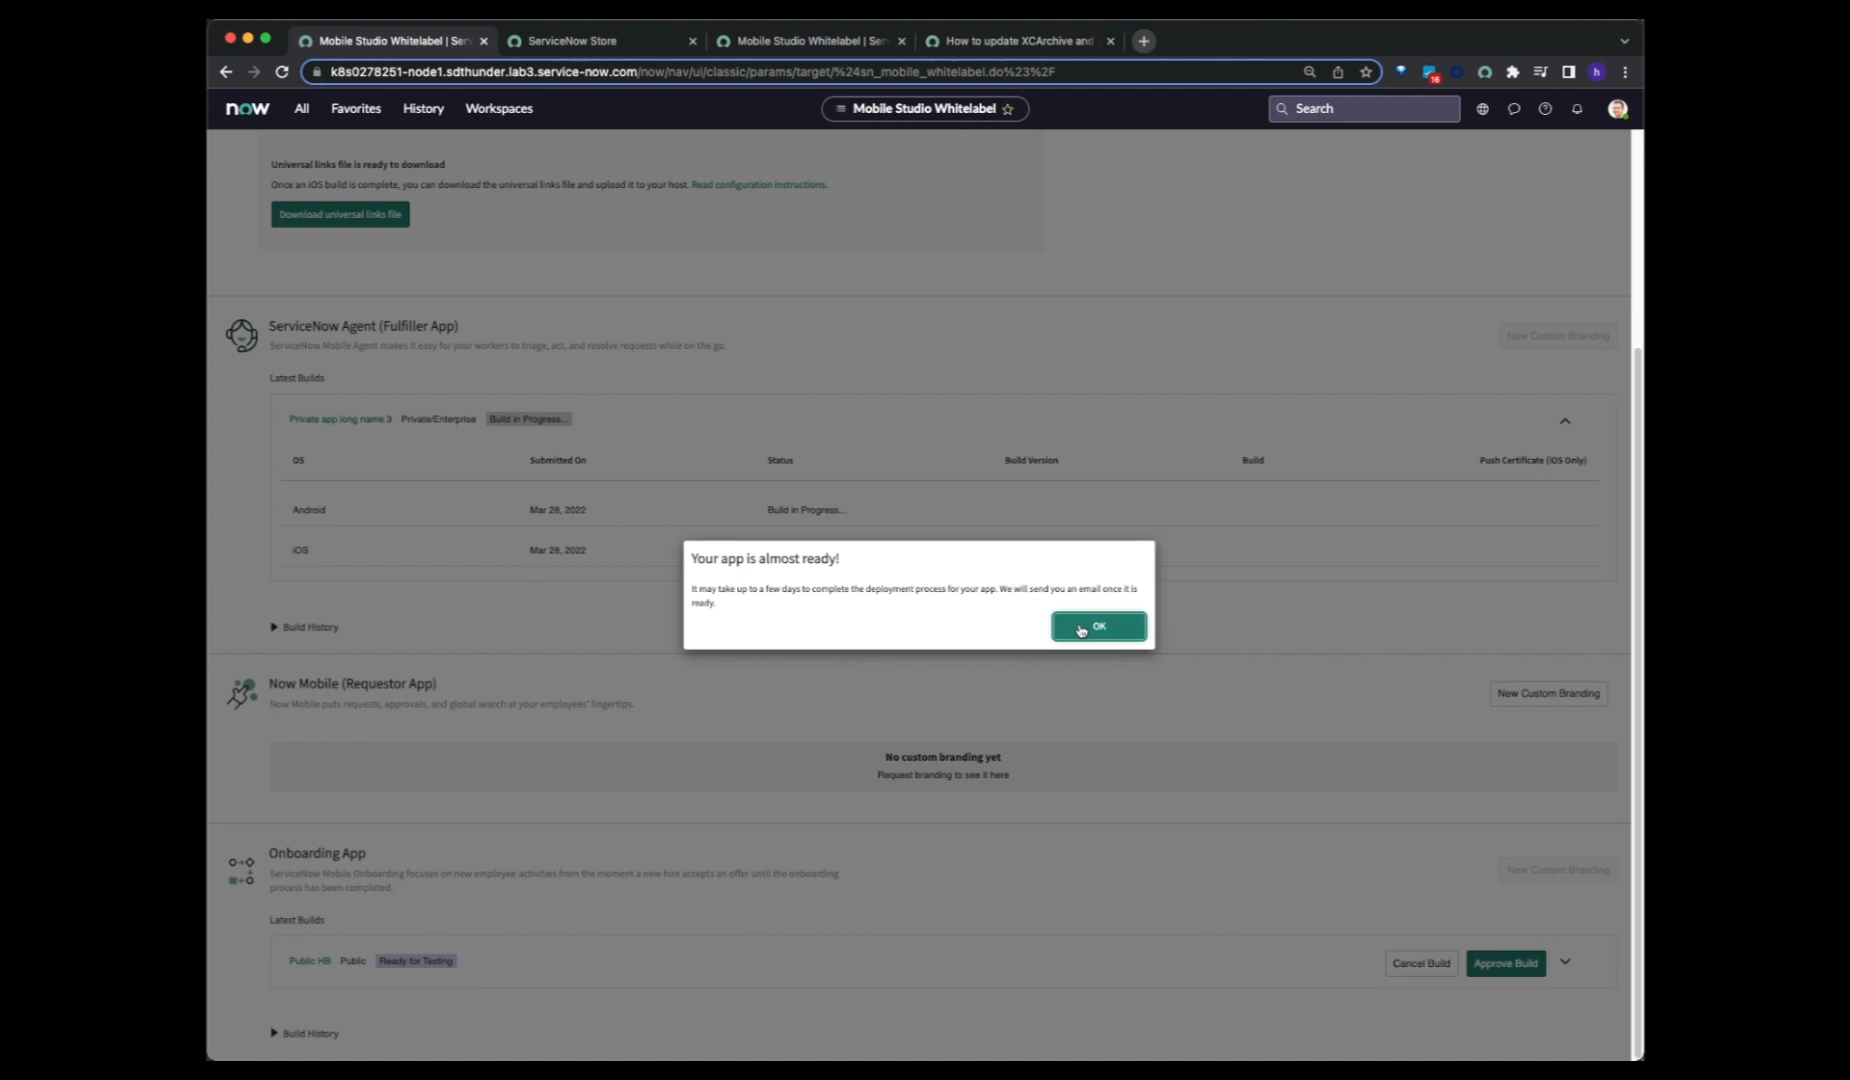 Mobile Studio Whitelabel | Ser
ServiceNow Store
Mobile Studio Whitelabel | Ser
How to update XCArchive and
k8s0278251-node1.sdthunder.lab3.service-now.com/now/nav/ui/classic/params/target/%24sn_mobile_whitelabel.do%23%2F
16
h
now
All
Favorites
History
Workspaces
Mobile Studio Whitelabel
Search
Universal links file is ready to download
Once an iOS build is complete, you can download the universal links file and upload it to your host. Read configuration instructions.
Download universal links file
ServiceNow Agent (Fulfiller App)
New Custom Branding
ServiceNow Mobile Agent makes it easy for your workers to triage, act, and resolve requests while on the go.
Latest Builds
Private app long name 3 Private/Enterprise Build in Progress...
OS Submitted On Status Build Version Build Push Certificate (iOS Only)
Android Mar 28, 2022 Build in Progress...
iOS Mar 28, 2022
Your app is almost ready!
It may take up to a few days to complete the deployment process for your app. We will send you an email once it is
ready.
OK
Build History
Now Mobile (Requestor App)
New Custom Branding
Now Mobile puts requests, approvals, and global search at your employees' fingertips.
No custom branding yet
Request branding to see it here
Onboarding App
New Custom Branding
ServiceNow Mobile Onboarding focuses on new employee activities from the moment a new hire accepts an offer until the onboarding
process has been completed.
Latest Builds
Public HB Public Ready for Testing
Cancel Build
Approve Build
Build History